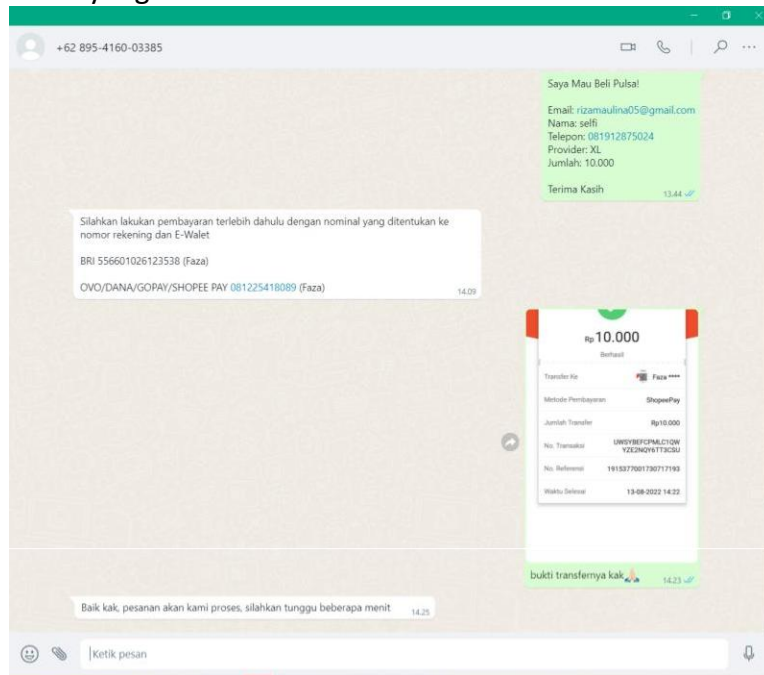 +62 895-4160-03385
Saya Mau Beli Pulsa!
Email: rizamaulina05@gmail.com
Nama: selfi
Telepon: 081912875024
Provider: XL
Jumlah: 10.000
Terima Kasih
13.44
Silahkan lakukan pembayaran terlebih dahulu dengan nominal yang ditentukan ke
nomor rekening dan E-Walet
BRI 556601026123538 (Faza)
OVO/DANA/GOPAY/SHOPEE PAY 081225418089 (Faza)
14.09
Rp 10.000
Berhasil
Transfer Ke Faza ****
Metode Pembayaran ShopeePay
Jumlah Transfer Rp10.000
No. Transaksi UWSYBEFCPMLC1QW
YZE2NQY6TT3CSU
No. Referensi 1915377001730717193
Waktu Selesai 13-08-2022 14:22
bukti transfernya kak🙏🏻
14.23
Baik kak, pesanan akan kami proses, silahkan tunggu beberapa menit
14.25
Ketik pesan